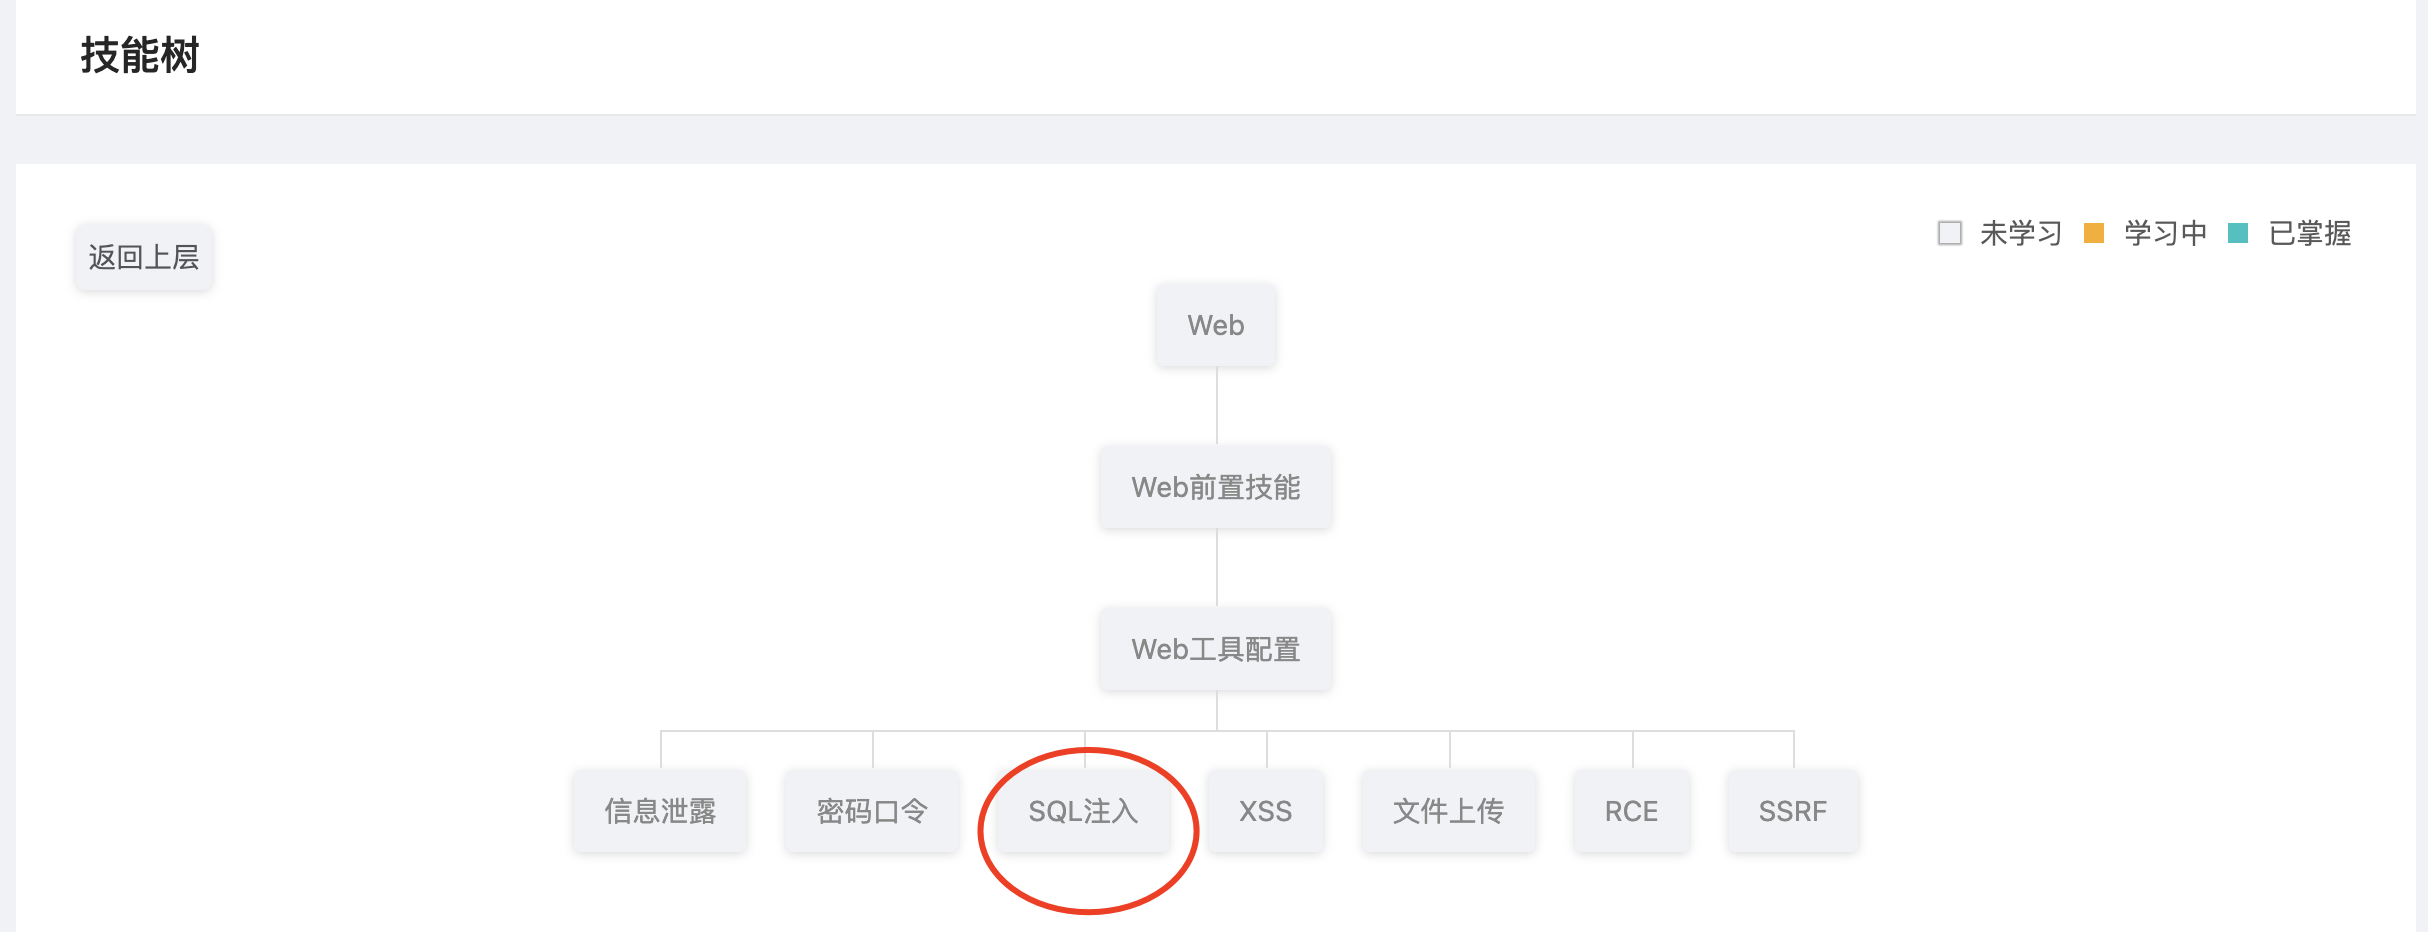 技能树
返回上层
未学习 学习中 已掌握
Web
Web前置技能
Web工具配置
信息泄露 密码口令 SQL注入 XSS 文件上传 RCE SSRF